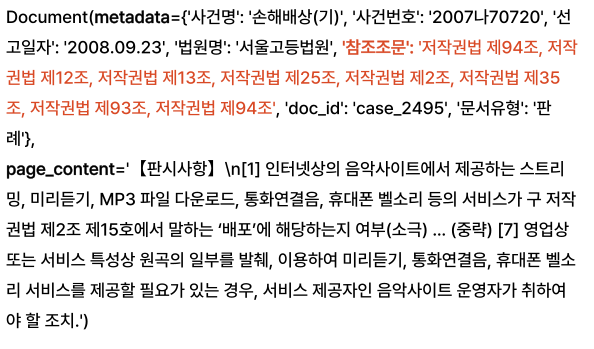 Document(metadata={'사건명': '손해배상(기)', '사건번호': '2007나70720', '선
고일자': '2008.09.23', '법원명': '서울고등법원', '참조조문': '저작권법 제94조, 저작
권법 제12조, 저작권법 제13조, 저작권법 제25조, 저작권법 제2조, 저작권법 제35
조, 저작권법 제93조, 저작권법 제94조', 'doc_id': 'case_2495', '문서유형': '판
례'},
page_content='【판시사항】\n[1] 인터넷상의 음악사이트에서 제공하는 스트리
밍, 미리듣기, MP3 파일 다운로드, 통화연결음, 휴대폰 벨소리 등의 서비스가 구 저작
권법 제2조 제15호에서 말하는 ‘배포’에 해당하는지 여부(소극) ... (중략) [7] 영업상
또는 서비스 특성상 원곡의 일부를 발췌, 이용하여 미리듣기, 통화연결음, 휴대폰 벨소
리 서비스를 제공할 필요가 있는 경우, 서비스 제공자인 음악사이트 운영자가 취하여
야 할 조치.')